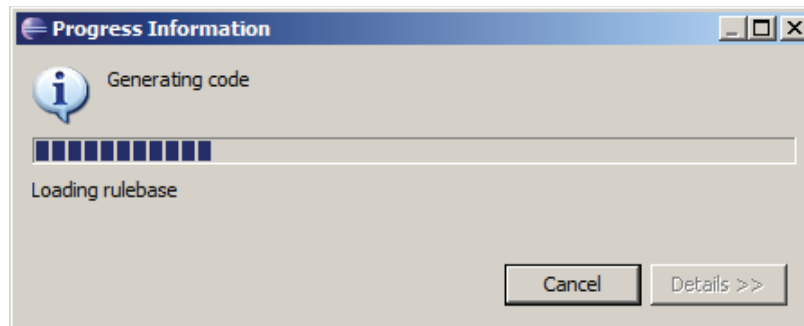 Progress Information
Generating code
Loading rulebase
Cancel
Details >>